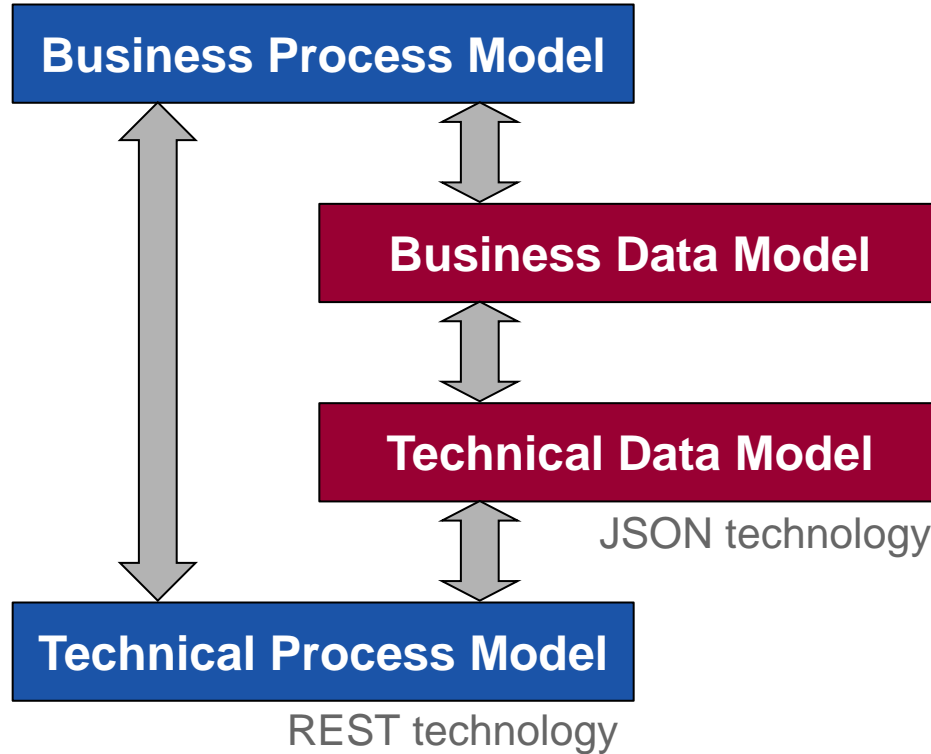 Business Process Model
Business Data Model
Technical Data Model
JSON technology
Technical Process Model
REST technology